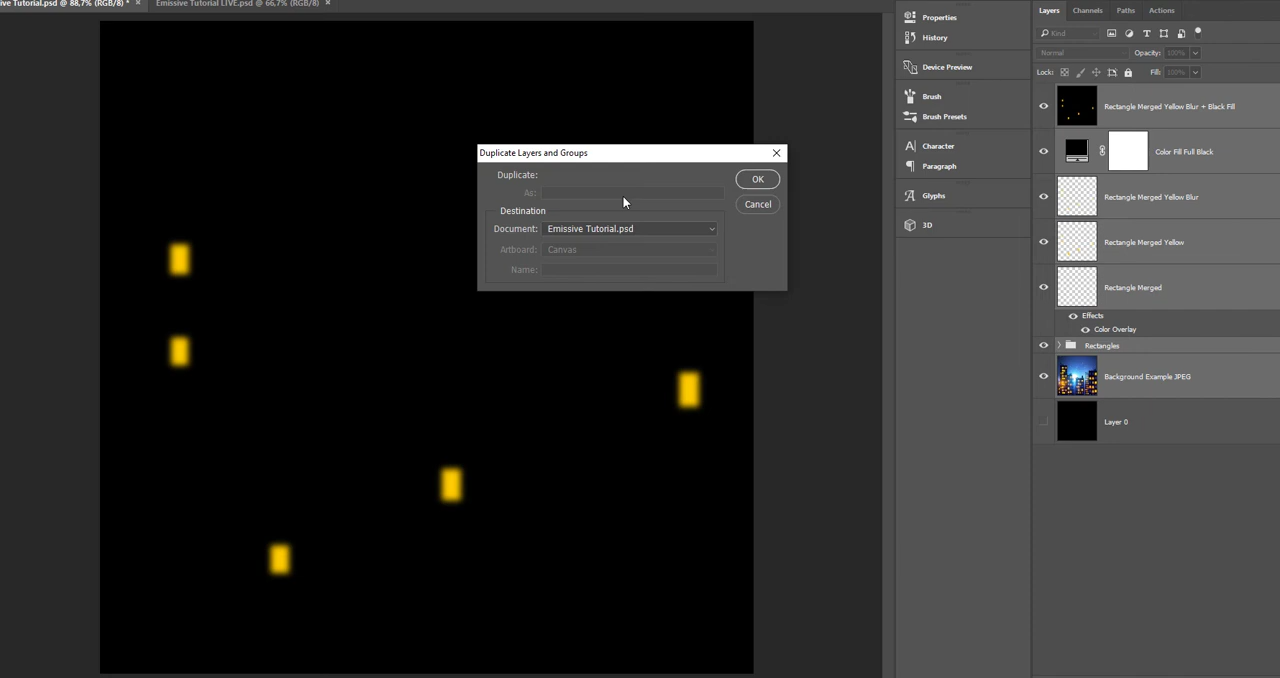 ive Tutorial.psd @ 88,7% (RGB/8) * ×
Emissive Tutorial LIVE.psd @ 66,7% (RGB/8) ×
Duplicate Layers and Groups
Duplicate:
As:
OK
Destination
Cancel
Document: Emissive Tutorial.psd
Artboard: Canvas
Name:
Properties
History
Device Preview
Brush
Brush Presets
Character
Paragraph
Glyphs
3D
Layers Channels Paths Actions
Kind
Normal Opacity: 100%
Lock: Fill: 100%
Rectangle Merged Yellow Blur + Black Fill
Color Fill Full Black
Rectangle Merged Yellow Blur
Rectangle Merged Yellow
Rectangle Merged
Effects
Color Overlay
Rectangles
Background Example JPEG
Layer 0